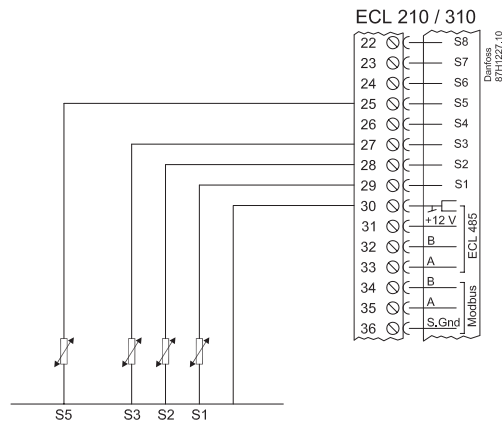 ECL 210 / 310
22 S8
23 S7
24 S6
25 S5
26 S4
27 S3
28 S2
29 S1
30
31 +12 V
32 B
33 A
ECL 485
34 B
35 A
36 S.Gnd
Modbus
Danfoss
87H1227.10
S5 S3 S2 S1